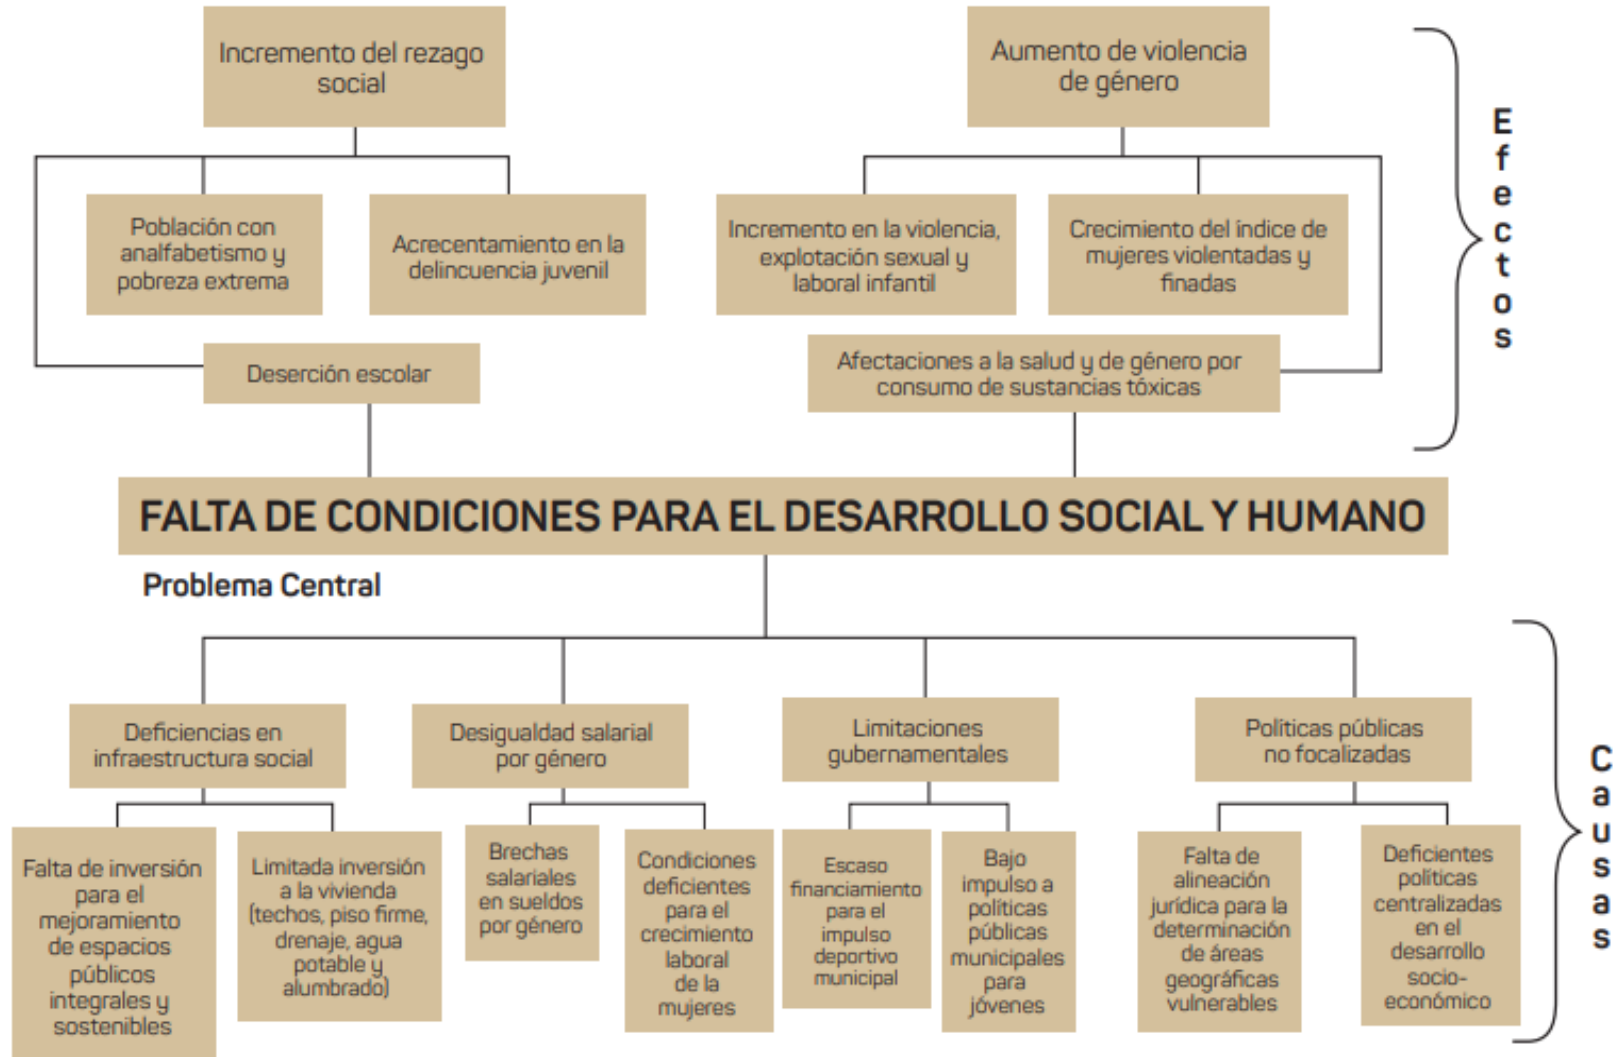 Incremento del rezago
social
Aumento de violencia
de género
Efectos
Población con
analfabetismo y
pobreza extrema
Acrecentamiento en la
delincuencia juvenil
Incremento en la violencia,
explotación sexual y
laboral infantil
Crecimiento del índice de
mujeres violentadas y
finadas
Deserción escolar
Afectaciones a la salud y de género por
consumo de sustancias tóxicas
FALTA DE CONDICIONES PARA EL DESARROLLO SOCIAL Y HUMANO
Problema Central
Deficiencias en
infraestructura social
Desigualdad salarial
por género
Limitaciones
gubernamentales
Políticas públicas
no focalizadas
Causas
Falta de inversión
para el
mejoramiento
de espacios
públicos
integrales y
sostenibles
Limitada inversión
a la vivienda
(techos, piso firme,
drenaje, agua
potable y
alumbrado)
Brechas
salariales
en sueldos
por género
Condiciones
deficientes
para el
crecimiento
laboral
de la
mujeres
Escaso
financiamiento
para el
impulso
deportivo
municipal
Bajo
impulso a
políticas
públicas
municipales
para
jóvenes
Falta de
alineación
jurídica para la
determinación
de áreas
geográficas
vulnerables
Deficientes
políticas
centralizadas
en el
desarrollo
socio-
económico